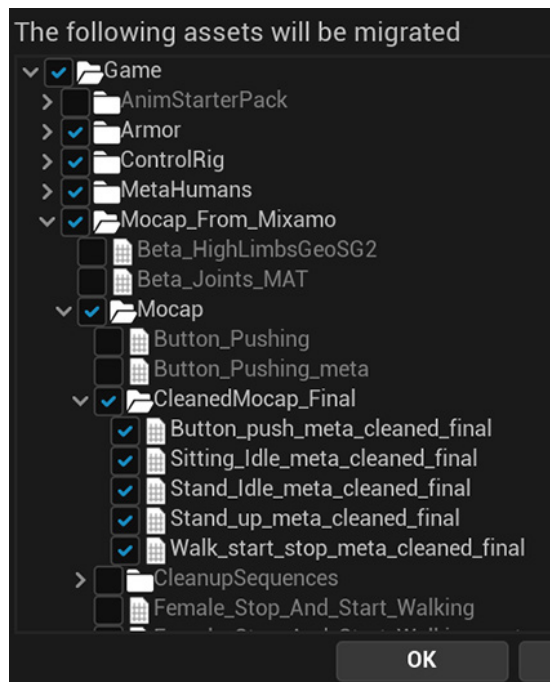 The following assets will be migrated
Game
AnimStarterPack
Armor
ControlRig
MetaHumans
Mocap_From_Mixamo
Beta_HighLimbsGeoSG2
Beta_Joints_MAT
Mocap
Button_Pushing
Button_Pushing_meta
CleanedMocap_Final
Button_push_meta_cleaned_final
Sitting_Idle_meta_cleaned_final
Stand_Idle_meta_cleaned_final
Stand_up_meta_cleaned_final
Walk_start_stop_meta_cleaned_final
CleanupSequences
Female_Stop_And_Start_Walking
OK